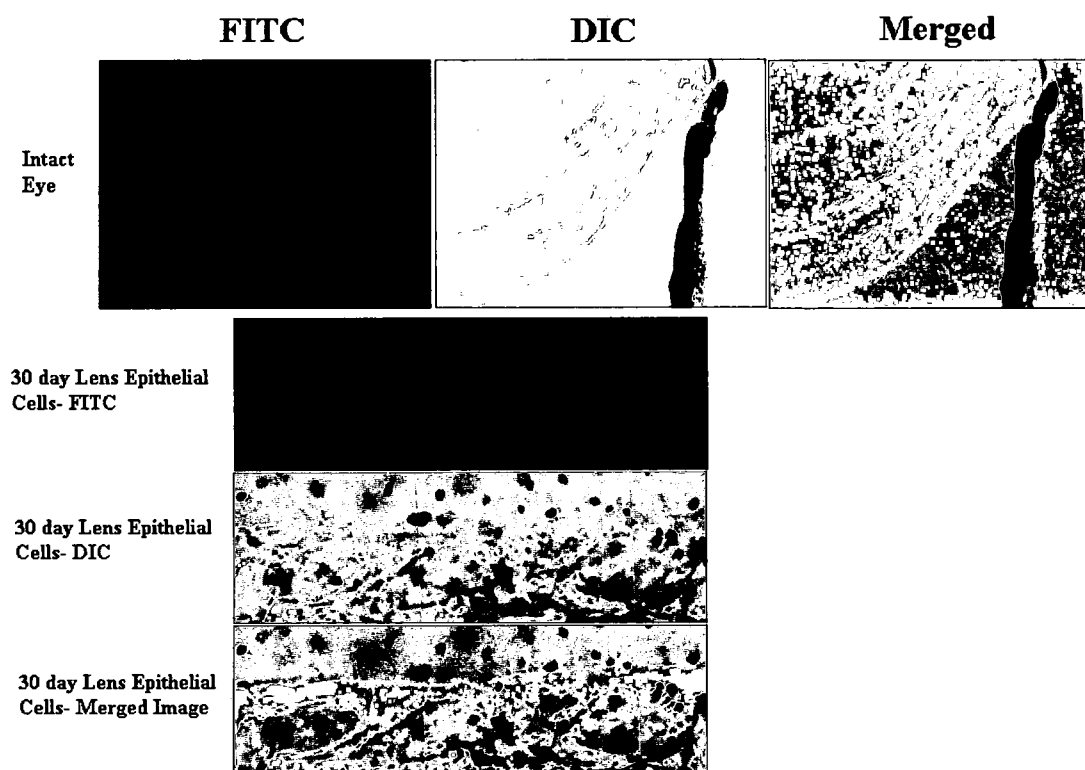 FITC
DIC
Merged
Intact
Eye
30 day Lens Epithelial
Cells- FITC
30 day Lens Epithelial
Cells- DIC
30 day Lens Epithelial
Cells- Merged Image